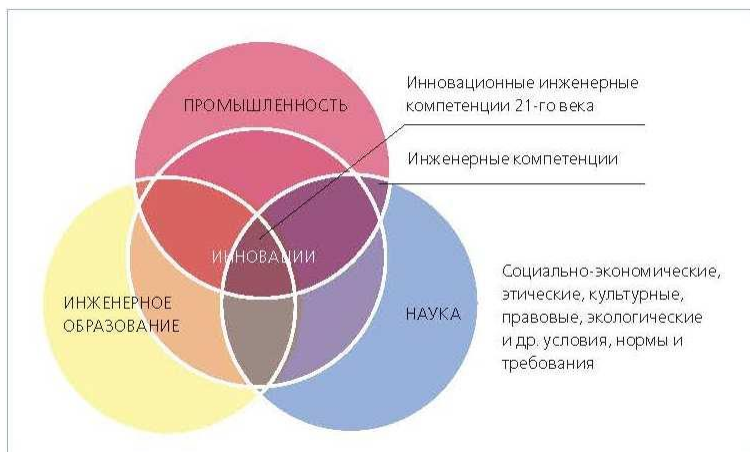 ПРОМЫШЛЕННОСТЬ
Инновационные инженерные
компетенции 21-го века
Инженерные компетенции
ИННОВАЦИИ
ИНЖЕНЕРНОЕ
ОБРАЗОВАНИЕ
НАУКА
Социально-экономические,
этические, культурные,
правовые, экологические
и др. условия, нормы и
требования